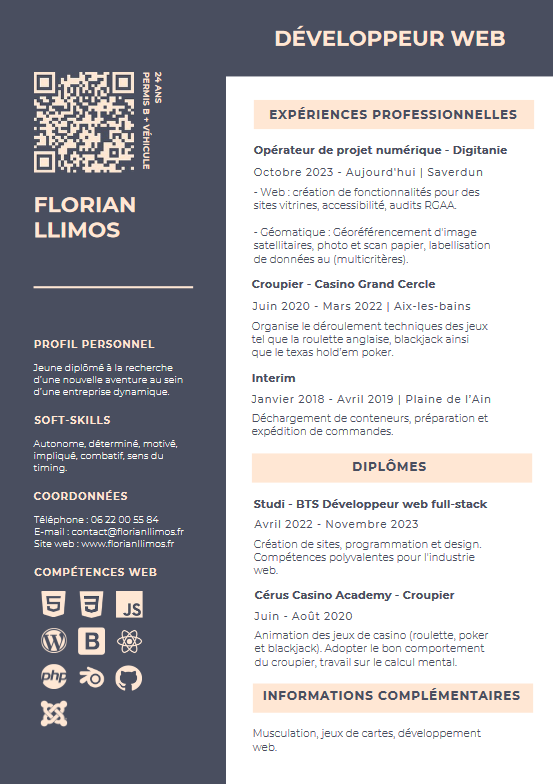 DÉVELOPPEUR WEB
24 ANS
PERMIS B + VÉHICULE
FLORIAN
LLIMOS
PROFIL PERSONNEL
Jeune diplômé à la recherche
d'une nouvelle aventure au sein
d'une entreprise dynamique.
SOFT-SKILLS
Autonome, déterminé, motivé,
impliqué, combatif, sens du
timing.
COORDONNÉES
Téléphone : 06 22 00 55 84
E-mail : contact@florianllimos.fr
Site web : www.florianllimos.fr
COMPÉTENCES WEB
5
3
JS
W
B
php
EXPÉRIENCES PROFESSIONNELLES
Opérateur de projet numérique - Digitanie
Octobre 2023 - Aujourd'hui | Saverdun
- Web : création de fonctionnalités pour des
sites vitrines, accessibilité, audits RGAA.
- Géomatique : Géoréférencement d'image
satellitaires, photo et scan papier, labellisation
de données au (multicritères).
Croupier - Casino Grand Cercle
Juin 2020 - Mars 2022 | Aix-les-bains
Organise le déroulement techniques des jeux
tel que la roulette anglaise, blackjack ainsi
que le texas hold'em poker.
Interim
Janvier 2018 - Avril 2019 | Plaine de l'Ain
Déchargement de conteneurs, préparation et
expédition de commandes.
DIPLÔMES
Studi - BTS Développeur web full-stack
Avril 2022 - Novembre 2023
Création de sites, programmation et design.
Compétences polyvalentes pour l'industrie
web.
Cérus Casino Academy - Croupier
Juin - Août 2020
Animation des jeux de casino (roulette, poker
et blackjack). Adopter le bon comportement
du croupier, travail sur le calcul mental.
INFORMATIONS COMPLÉMENTAIRES
Musculation, jeux de cartes, développement
web.